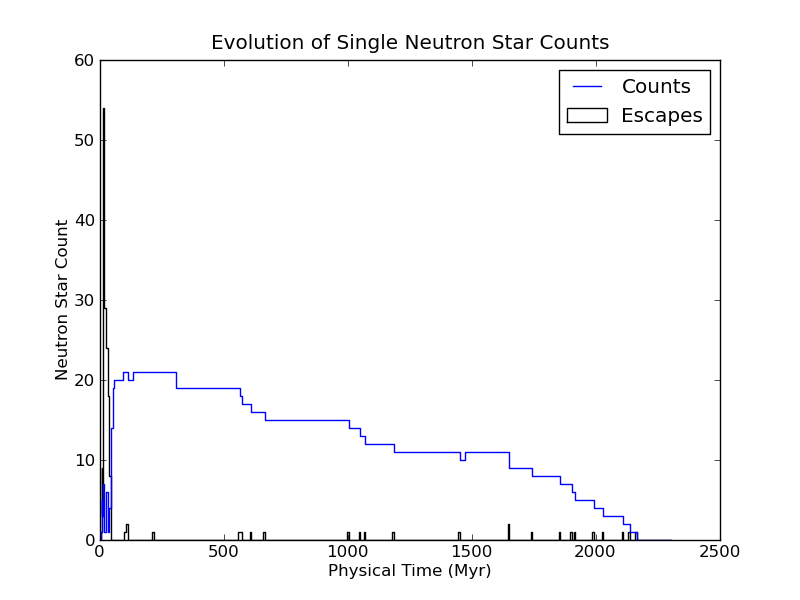 Evolution of Single Neutron Star Counts
60
50
40
30
20
10
0
Neutron Star Count
Counts
Escapes
0
500
1000
1500
2000
2500
Physical Time (Myr)